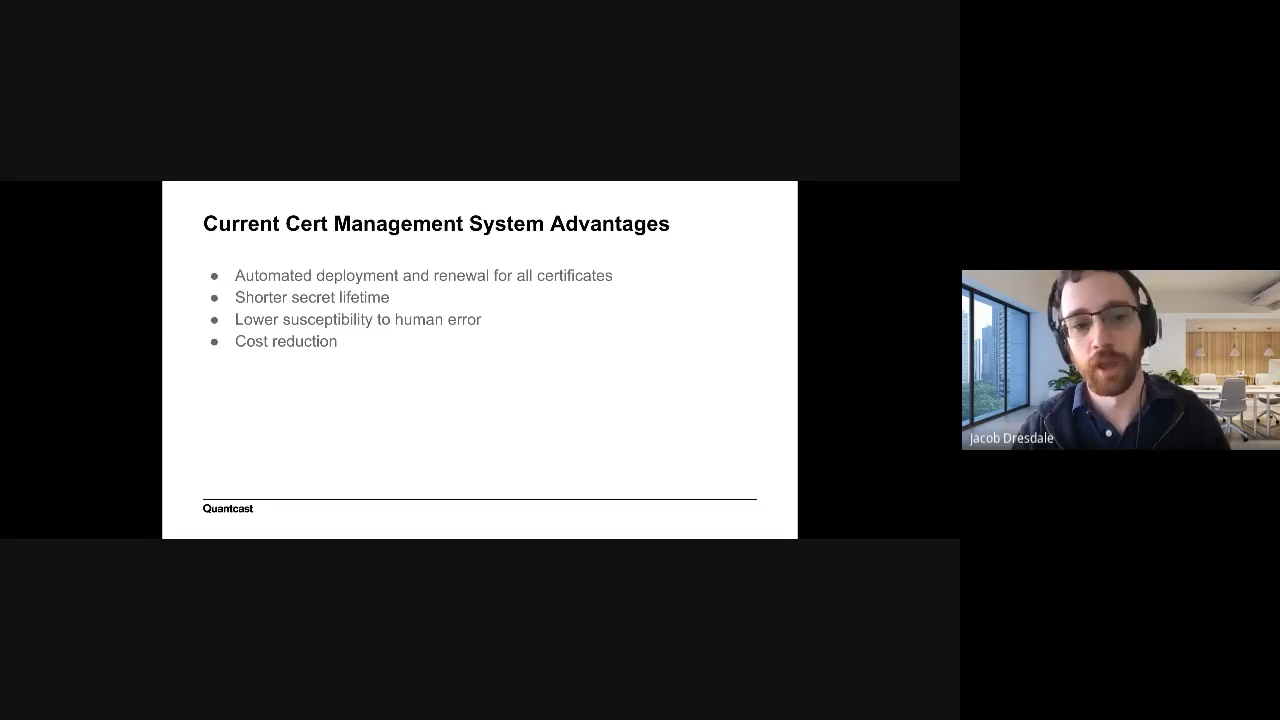 Current Cert Management System Advantages
● Automated deployment and renewal for all certificates
● Shorter secret lifetime
● Lower susceptibility to human error
● Cost reduction
Quantcast
Jacob Dresdale